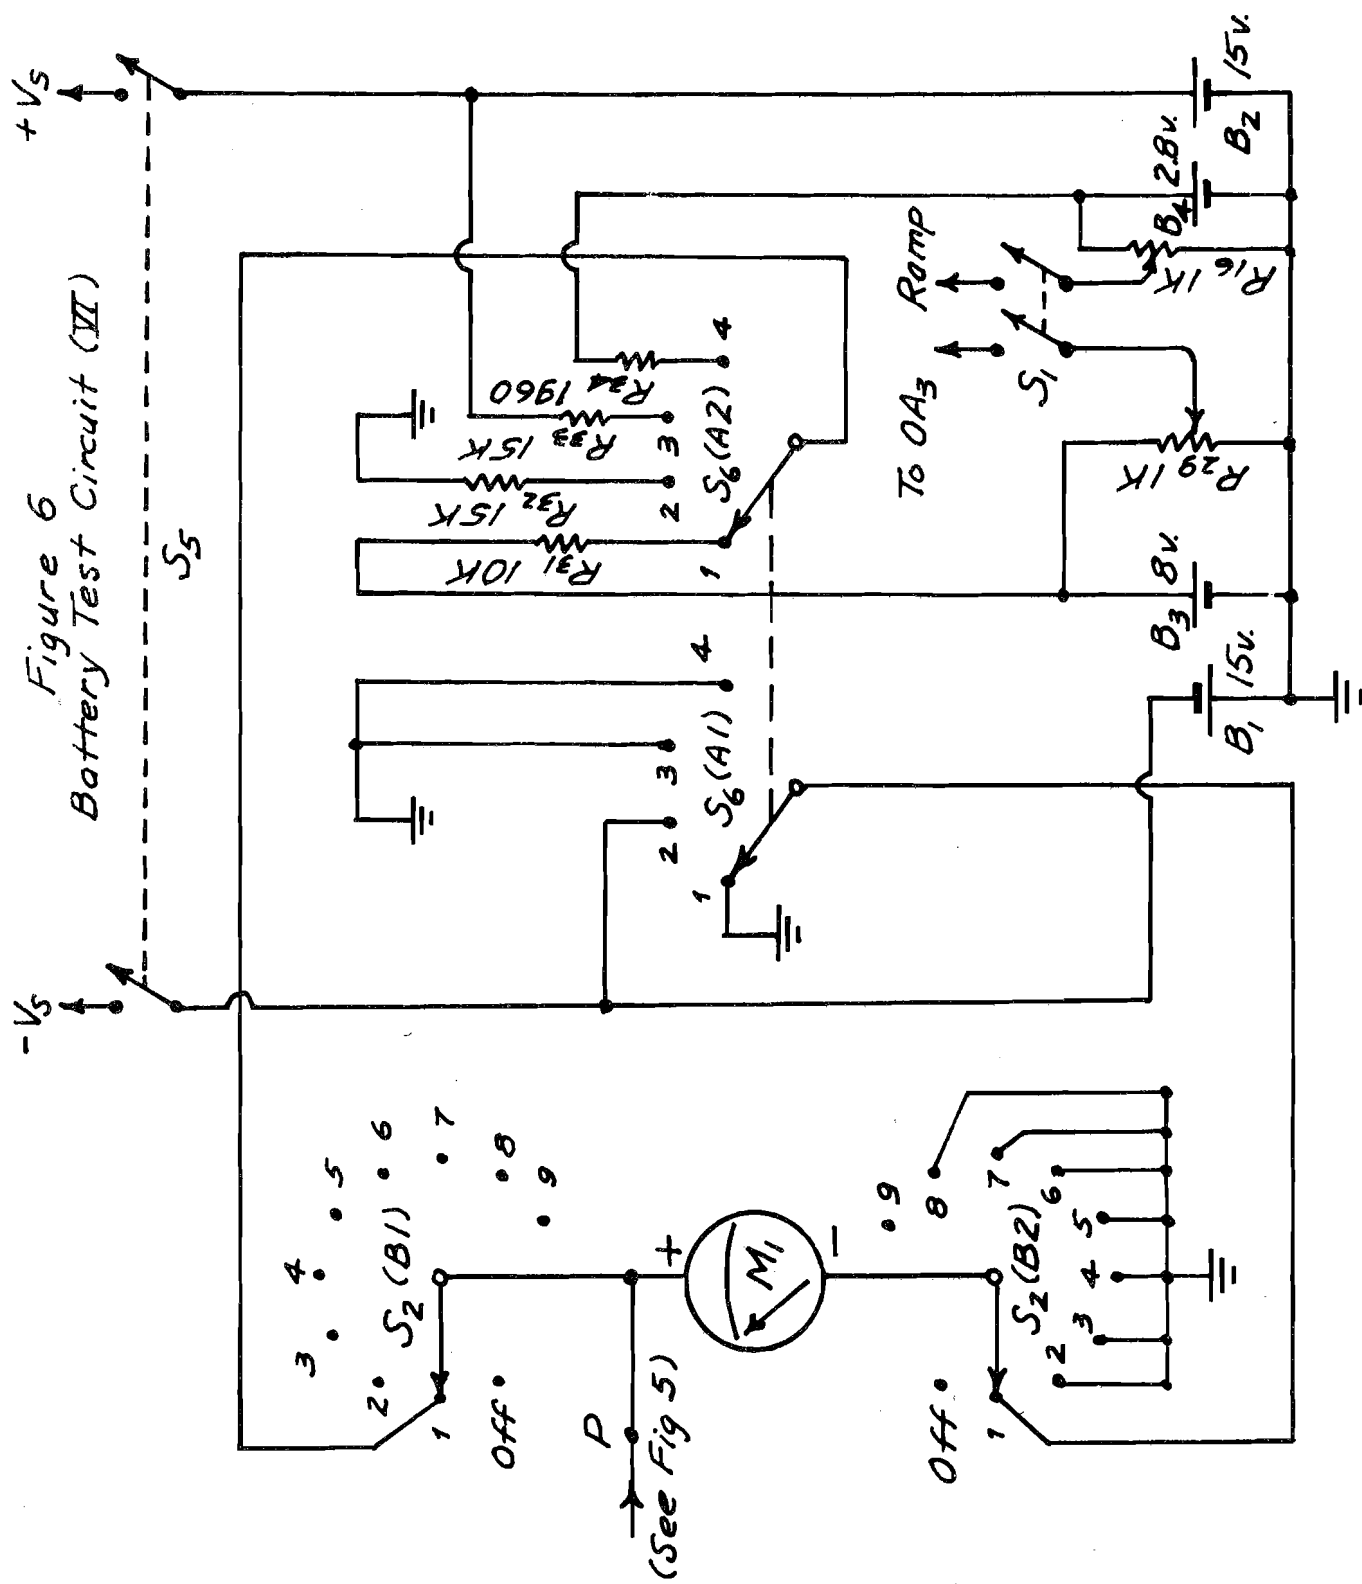 Figure 6
Battery Test Circuit (VI)
-Vs
+Vs
S5
3
4
5
6
7
8
9
2
1
Off
S2 (B1)
P
(See Fig 5)
+
M1
-
Off
1
2
3
4
5
6
7
8
9
S2 (B2)
1
2
3
4
S6 (A1)
1
2
3
4
S6 (A2)
R31 10K
R32 15K
R33 15K
R34 1960
To OA3
Ramp
S1
R29 1K
R16 1K
B1 15v.
B3 8v.
B4 2.8v.
B2 15v.